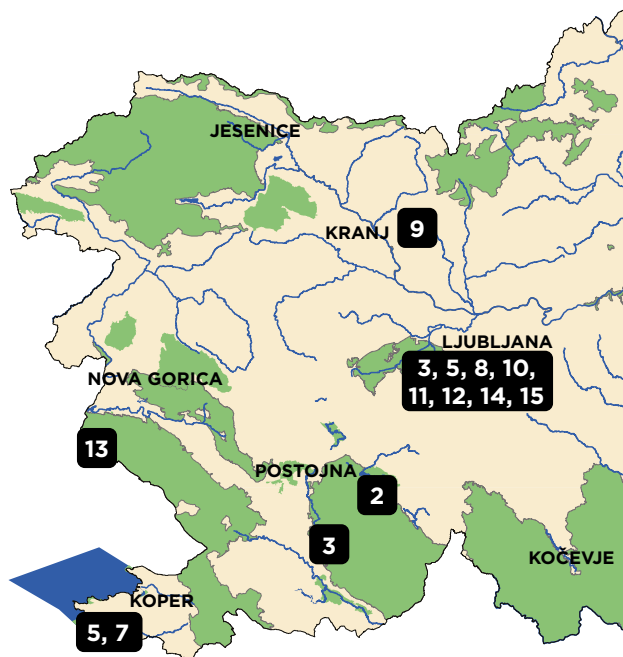 JESENICE
KRANJ
9
LJUBLJANA
3, 5, 8, 10,
11, 12, 14, 15
NOVA GORICA
13
POSTOJNA
2
3
KOČEVJE
KOPER
5, 7